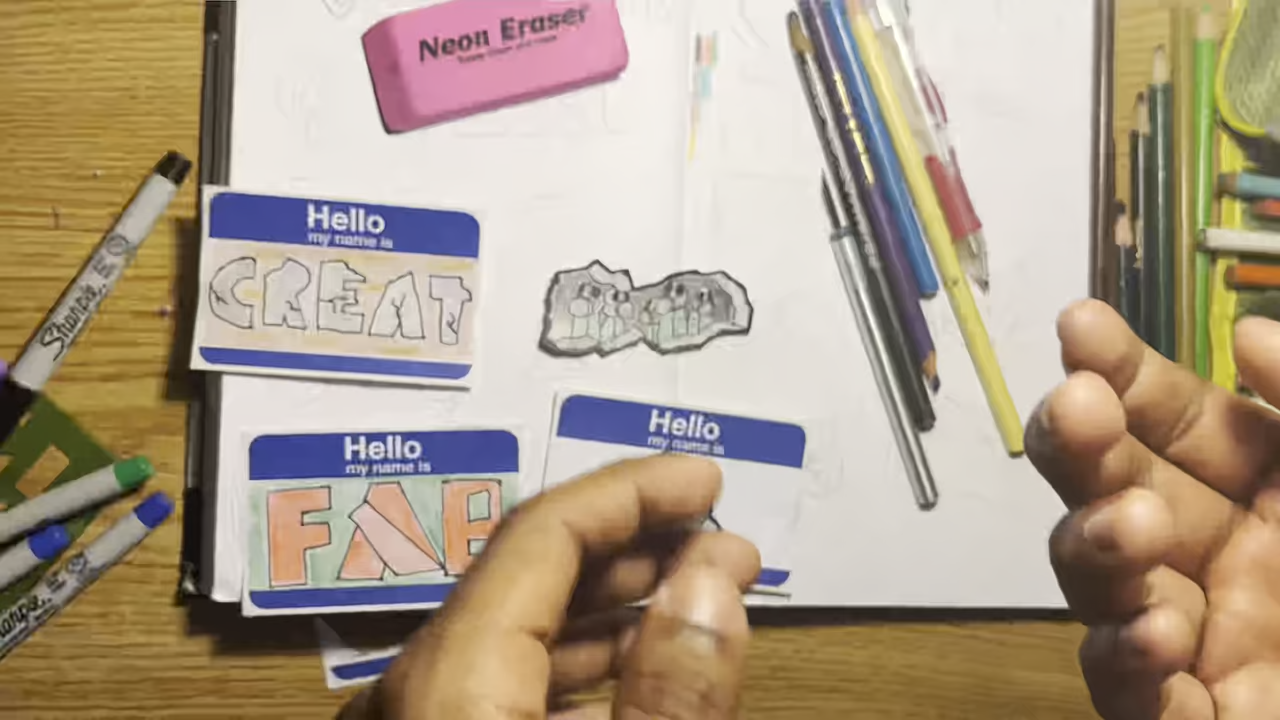 Neon Eraser
Hello
my name is
CREAT
Hello
my name is
Hello
my name is
FAB
Sharpie